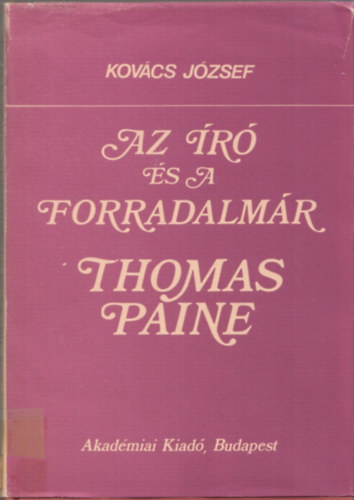 KOVÁCS JÓZSEF
AZ ÍRÓ
ÉS A
FORRADALMÁR
THOMAS
PAINE
Akadémiai Kiadó, Budapest